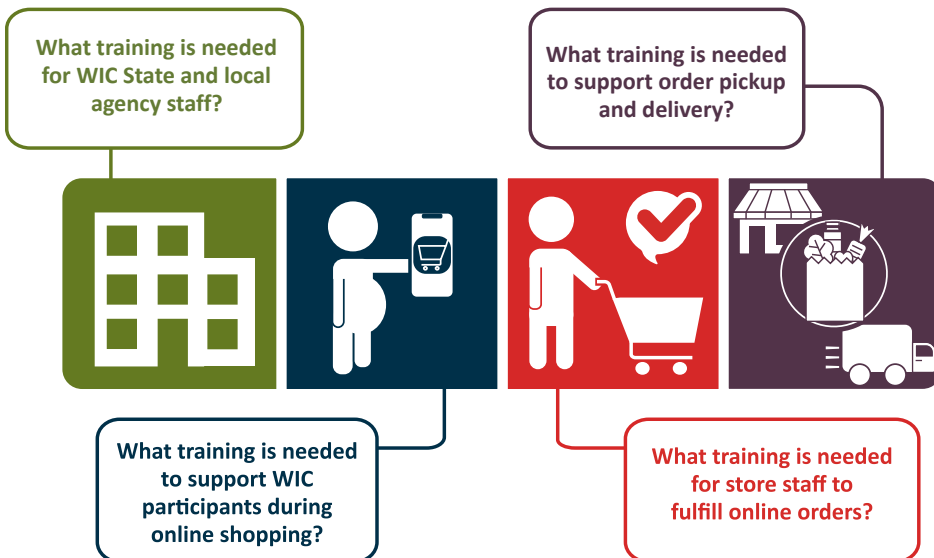 What training is needed
for WIC State and local
agency staff?
What training is needed
to support order pickup
and delivery?
What training is needed
to support WIC
participants during
online shopping?
What training is needed
for store staff to
fulfill online orders?